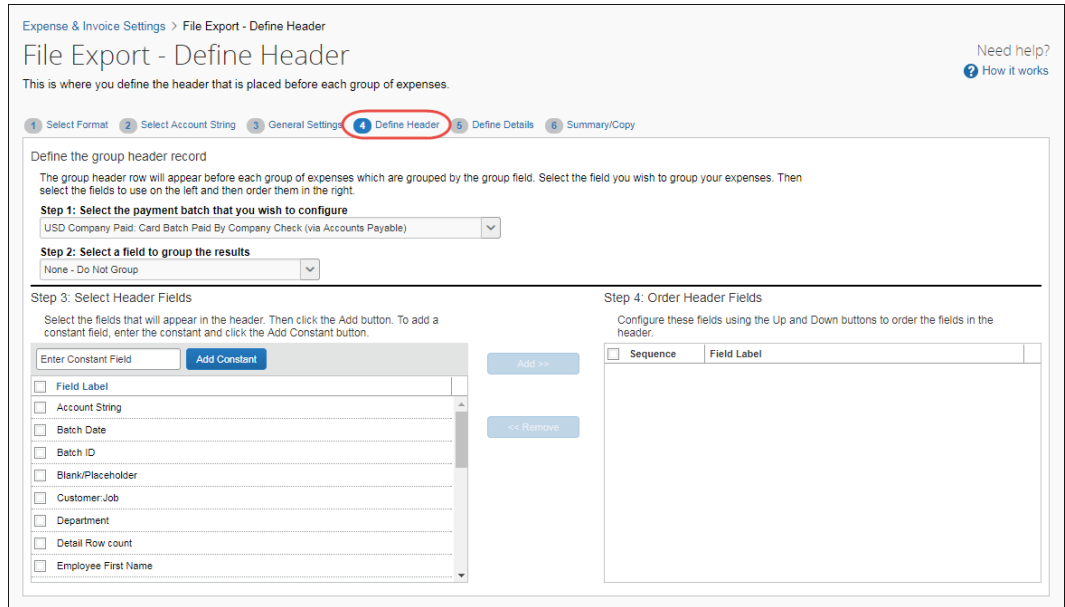 Expense & Invoice Settings > File Export - Define Header
File Export - Define Header
Need help?
? How it works
This is where you define the header that is placed before each group of expenses.
1 Select Format 2 Select Account String 3 General Settings 4 Define Header 5 Define Details 6 Summary/Copy
Define the group header record
The group header row will appear before each group of expenses which are grouped by the group field. Select the field you wish to group your expenses. Then
select the fields to use on the left and then order them in the right.
Step 1: Select the payment batch that you wish to configure
USD Company Paid: Card Batch Paid By Company Check (via Accounts Payable)
Step 2: Select a field to group the results
None - Do Not Group
Step 3: Select Header Fields
Select the fields that will appear in the header. Then click the Add button. To add a
constant field, enter the constant and click the Add Constant button.
Enter Constant Field Add Constant
Field Label
Account String
Batch Date
Batch ID
Blank/Placeholder
Customer:Job
Department
Detail Row count
Employee First Name
Add >>
<< Remove
Step 4: Order Header Fields
Configure these fields using the Up and Down buttons to order the fields in the
header.
Sequence Field Label